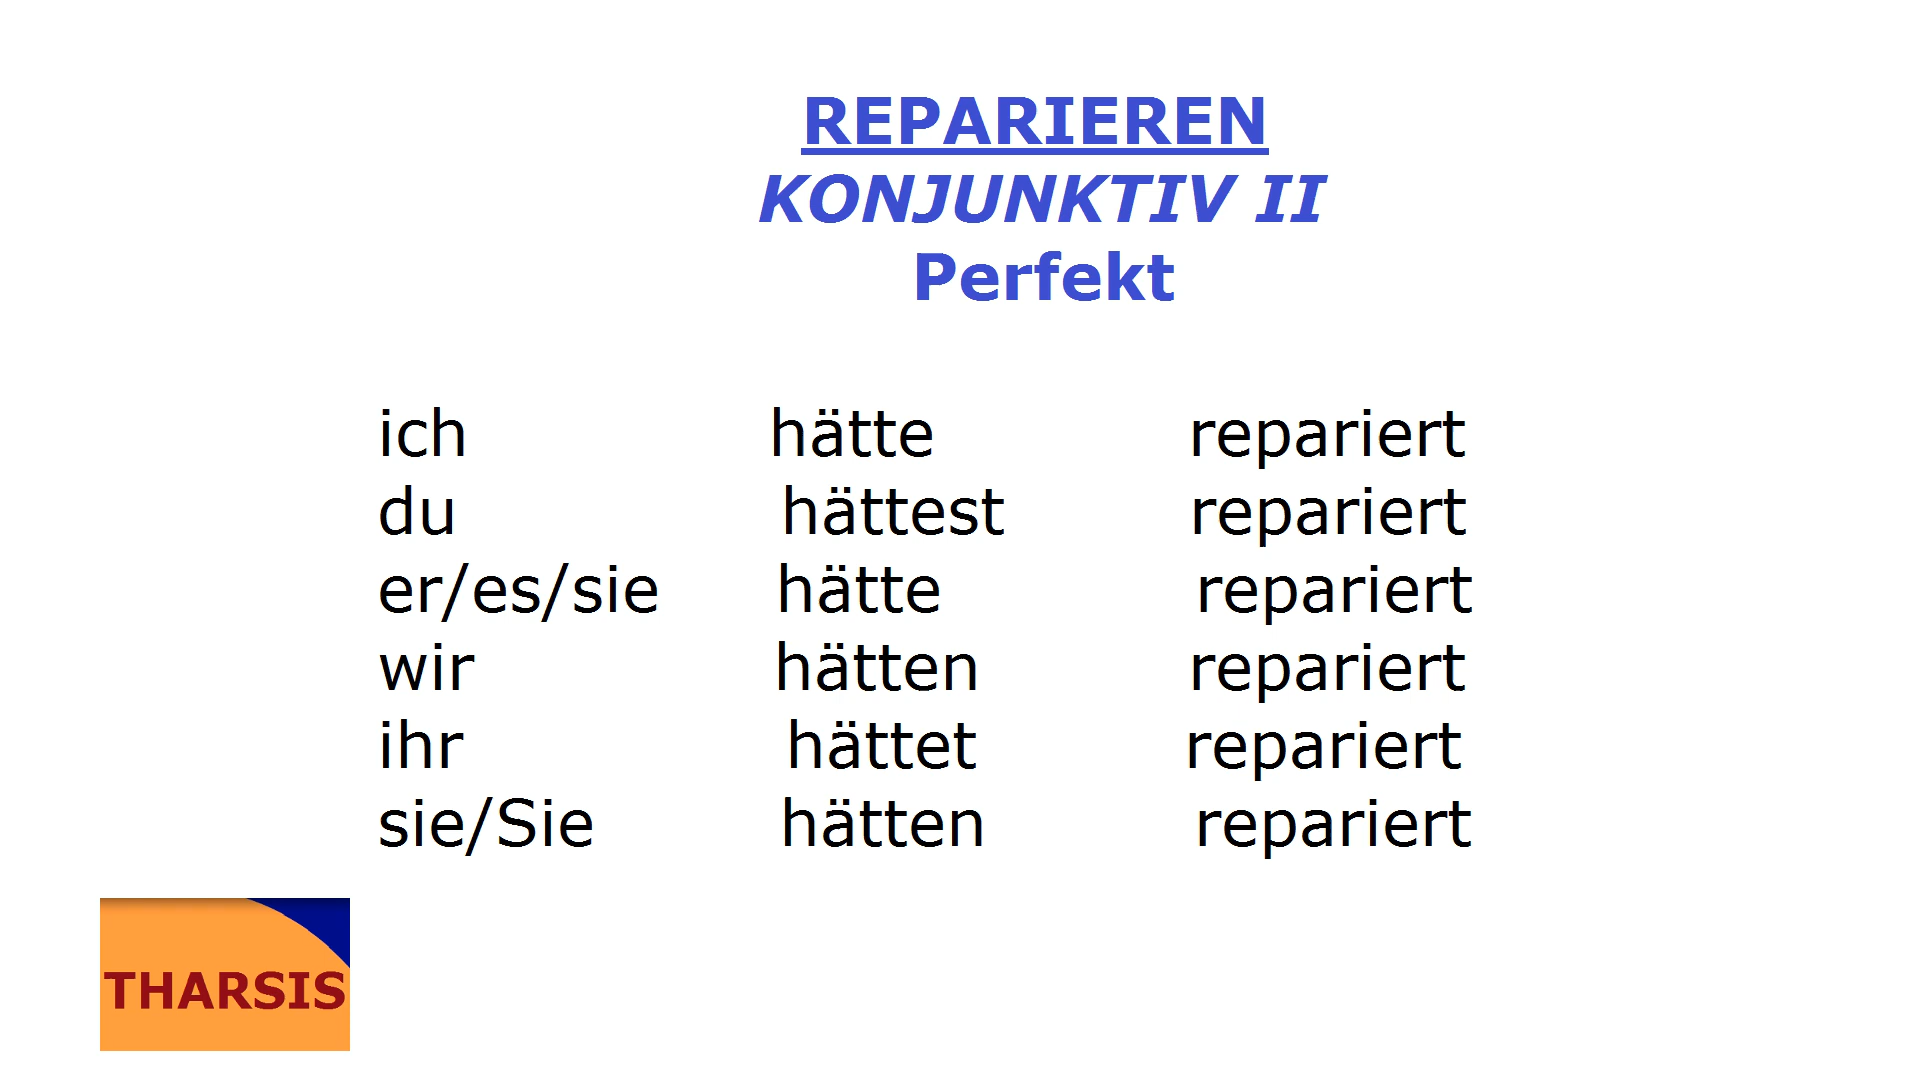 REPARIEREN
KONJUNKTIV II
Perfekt
ich hätte repariert
du hättest repariert
er/es/sie hätte repariert
wir hätten repariert
ihr hättet repariert
sie/Sie hätten repariert
THARSIS